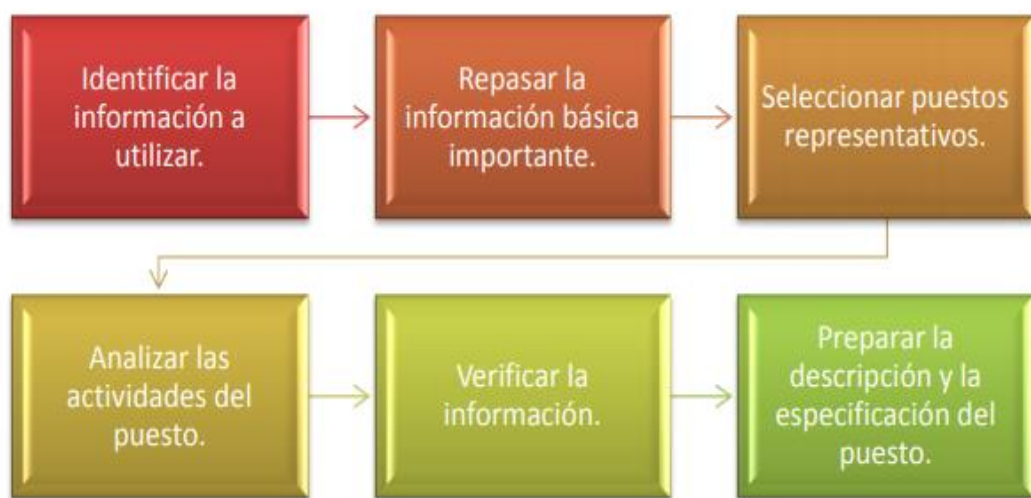 Identificar la
información a
utilizar.
Repasar la
información básica
importante.
Seleccionar puestos
representativos.
Analizar las
actividades del
puesto.
Verificar la
información.
Preparar la
descripción y la
especificación del
puesto.